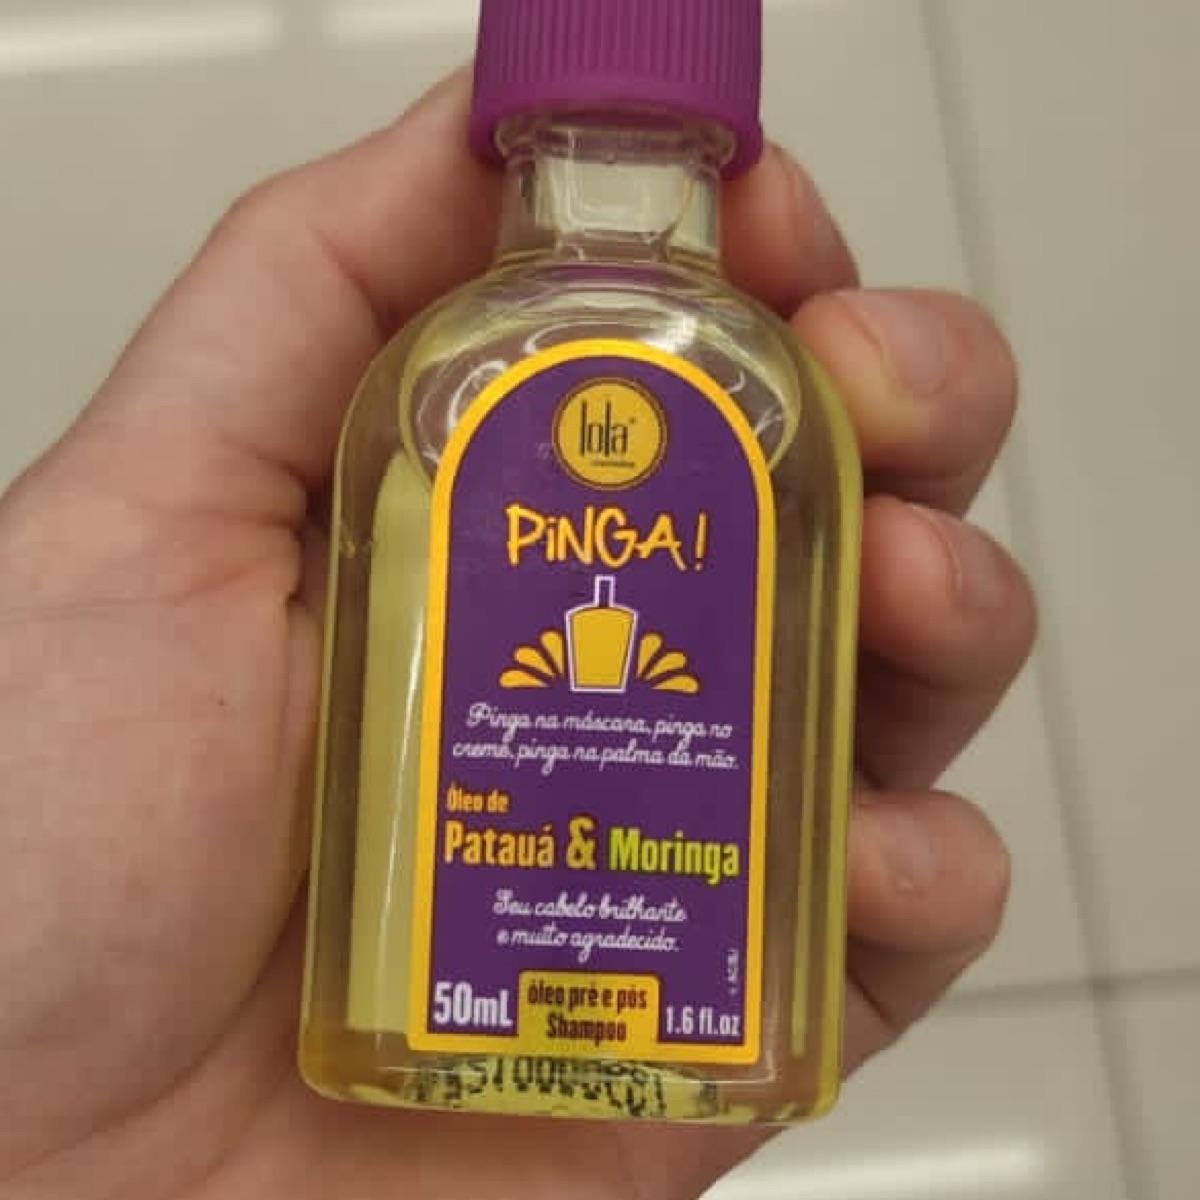 lola
PiNGA!
Pinga na máscara, pinga no
creme, pinga na palma da mão.
Óleo de
Patauá & Moringa
Seu cabelo brilhante
e muito agradecido.
50mL
óleo pré e pós
Shampoo
1.6 fl.oz